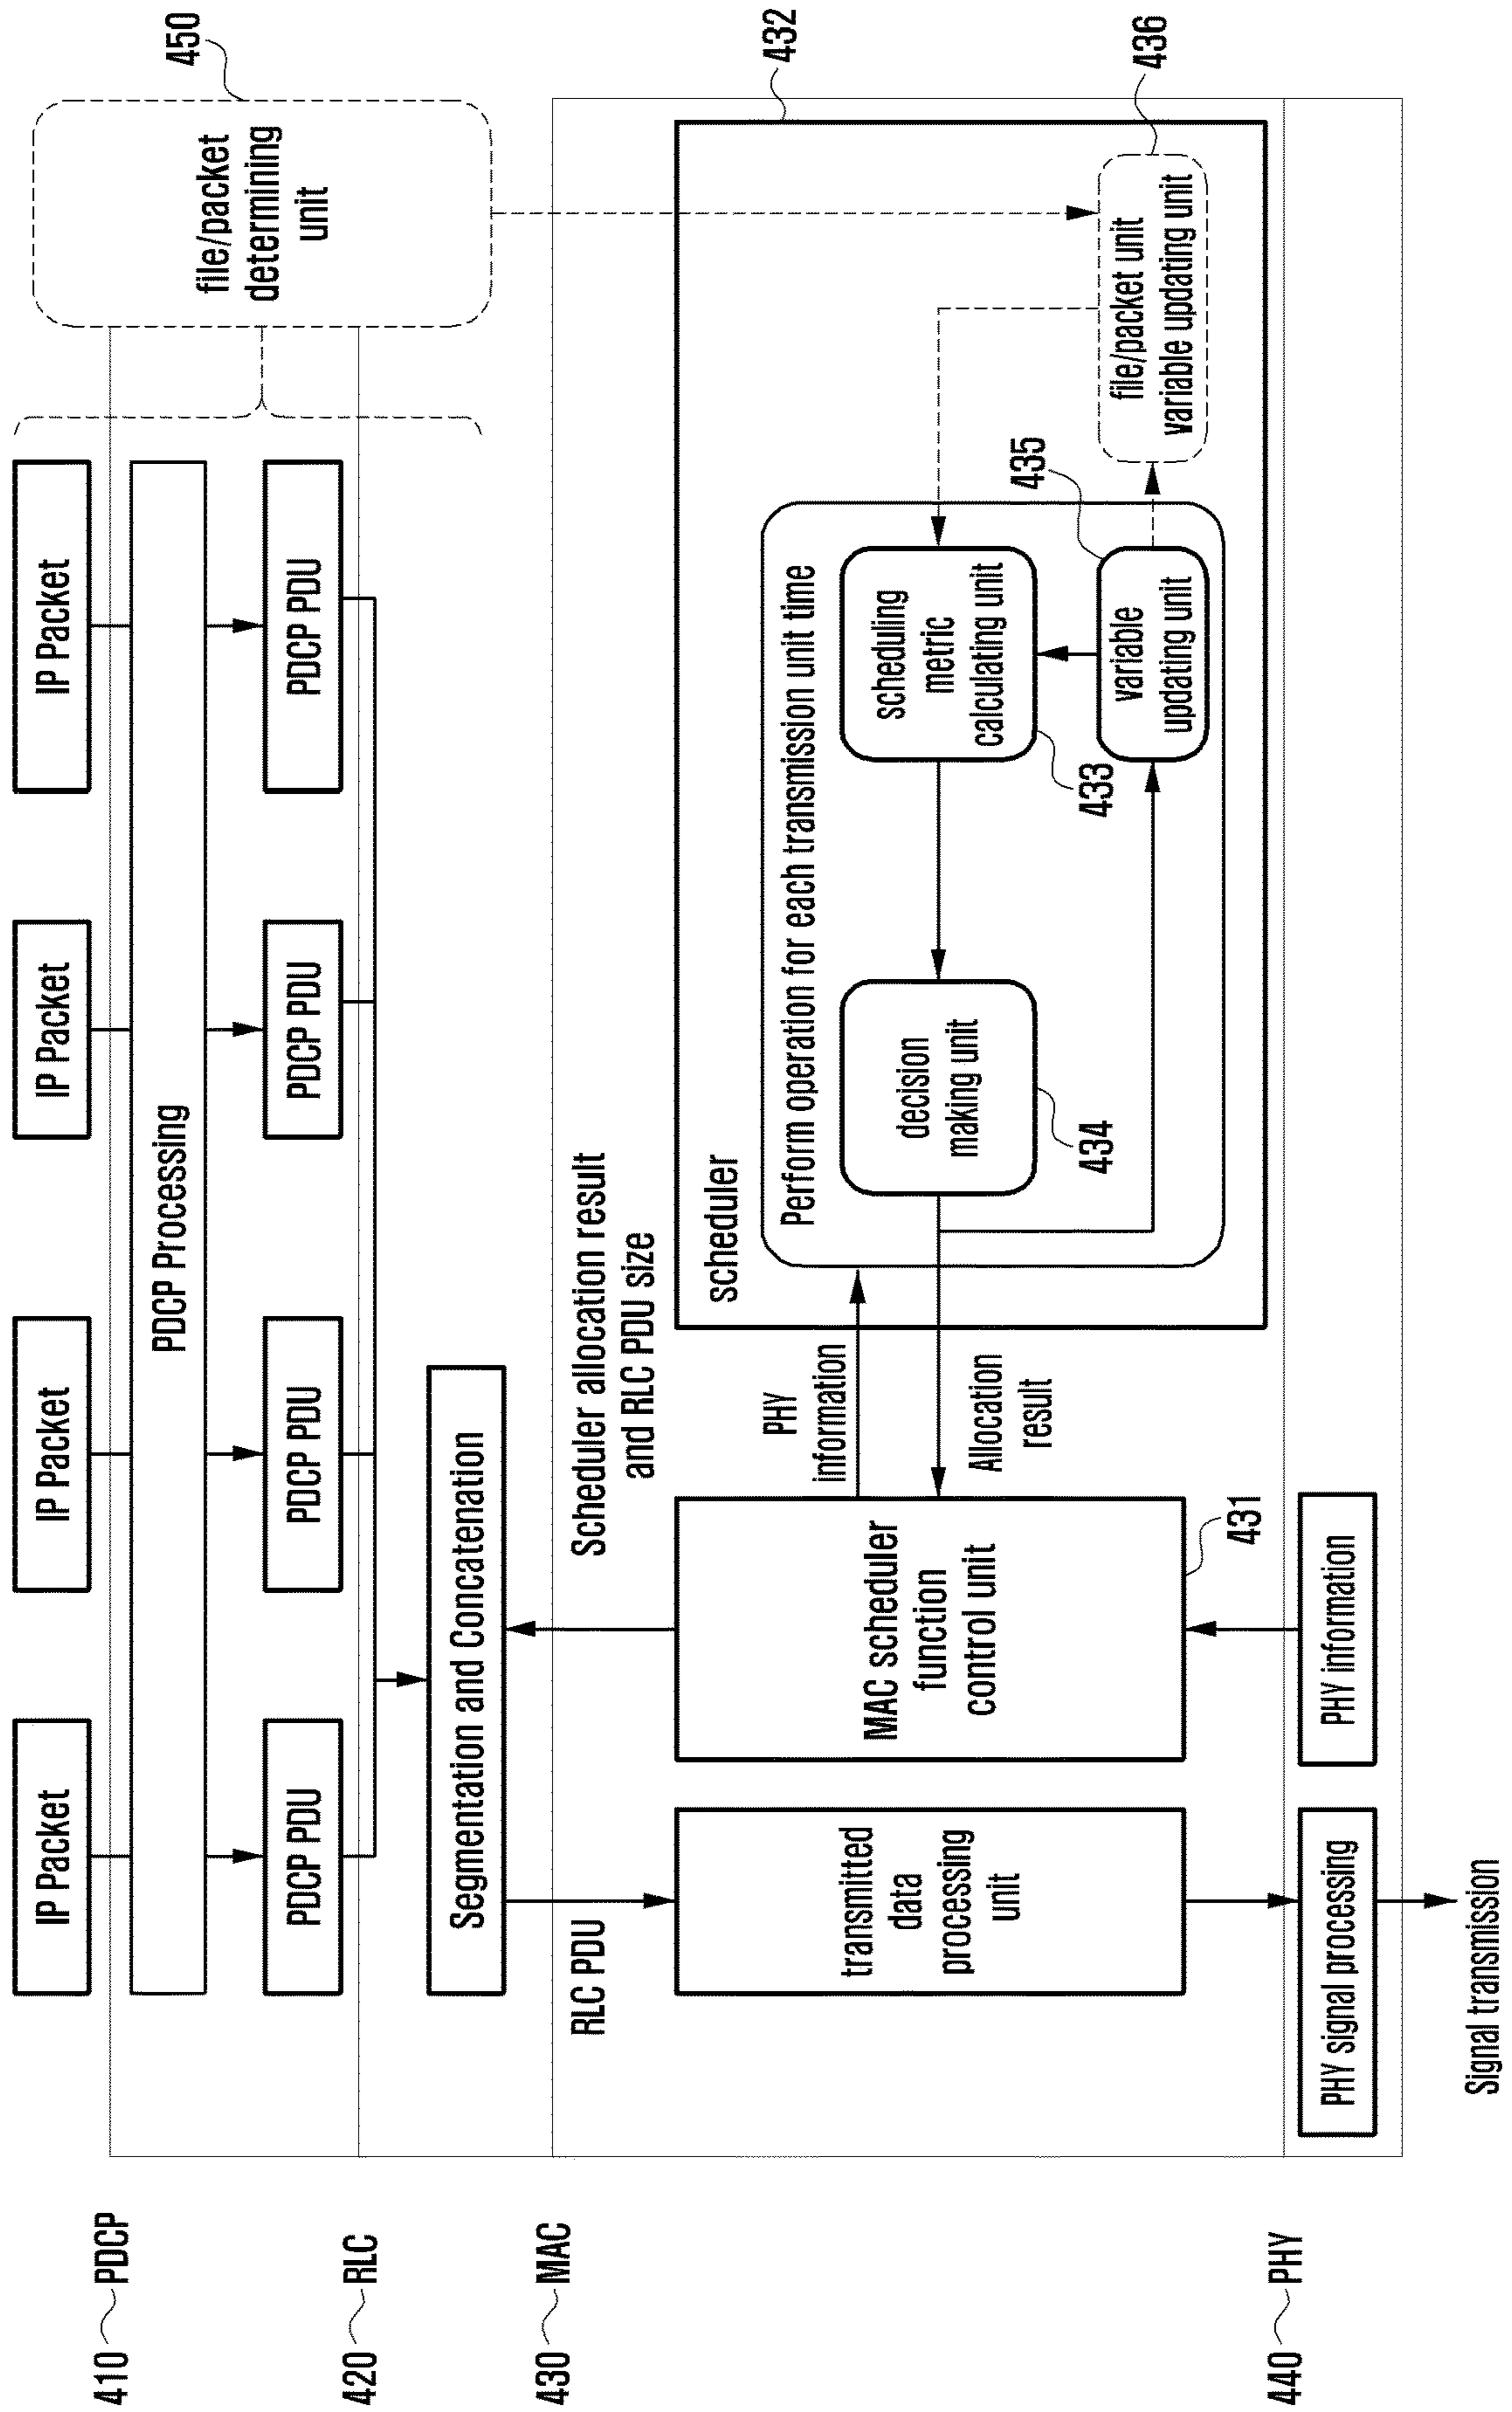 IP Packet
IP Packet
IP Packet
IP Packet
450
file/packet
determining
unit
410
PDCP
PDCP Processing
PDCP PDU
PDCP PDU
PDCP PDU
PDCP PDU
420
RLC
Segmentation and Concatenation
430
MAC
RLC PDU
Scheduler allocation result
and RLC PDU size
432
scheduler
Perform operation for each transmission unit time
transmitted
data
processing
unit
MAC scheduler
function
control unit
431
PHY
information
Allocation
result
decision
making unit
434
scheduling
metric
calculating unit
433
variable
updating unit
435
file/packet unit
variable updating unit
436
440
PHY
PHY signal processing
PHY information
Signal transmission